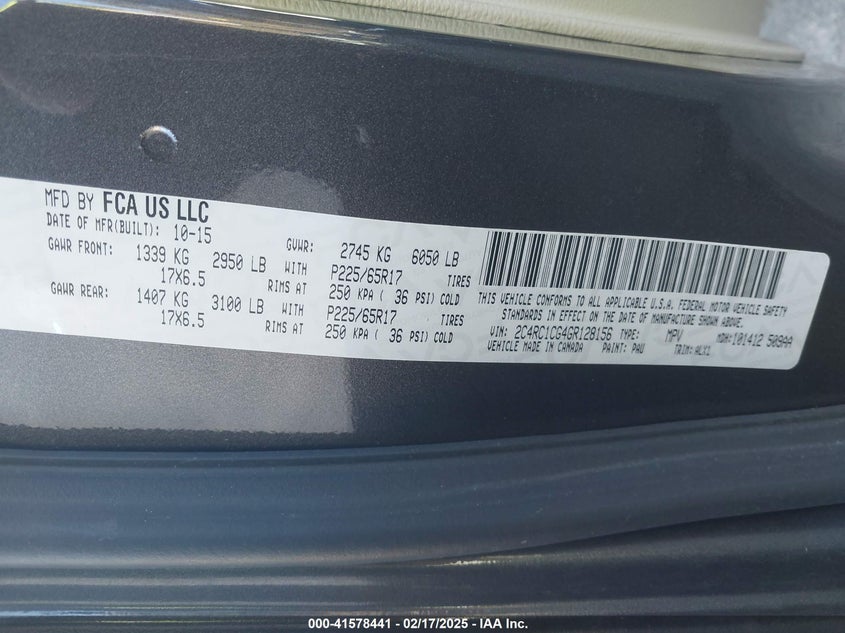 MFD BY FCA US LLC
DATE OF MFR(BUILT): 10-15 GVWR: 2745 KG 6050 LB
GAWR FRONT: 1339 KG 2950 LB WITH P225/65R17 TIRES
17X6.5 RIMS AT 250 KPA ( 36 PSI) COLD
GAWR REAR: 1407 KG 3100 LB WITH P225/65R17 TIRES
17X6.5 RIMS AT 250 KPA ( 36 PSI) COLD
THIS VEHICLE CONFORMS TO ALL APPLICABLE U.S.A. FEDERAL MOTOR VEHICLE SAFETY
STANDARDS IN EFFECT ON THE DATE OF MANUFACTURE SHOWN ABOVE.
VIN: 2C4RC1CG4GR128156 TYPE: MPV MDH: 101412 509AA
VEHICLE MADE IN CANADA PAINT: PAU TRIM:
000-41578441 - 02/17/2025 - IAA Inc.